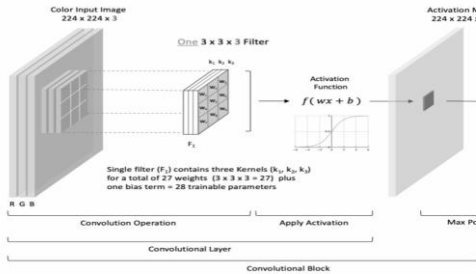 Color Input Image
224 x 224 x 3
One 3 x 3 x 3 Filter
k₁ k₂ k₃
F₁
Activation
Function
f(wx + b)
Activation M
224 x 224 x
Single filter (F₁) contains three Kernels (k₁, k₂, k₃)
for a total of 27 weights (3 x 3 x 3 = 27) plus
one bias term = 28 trainable parameters
R G B
Convolution Operation
Apply Activation
Max Po
Convolutional Layer
Convolutional Block